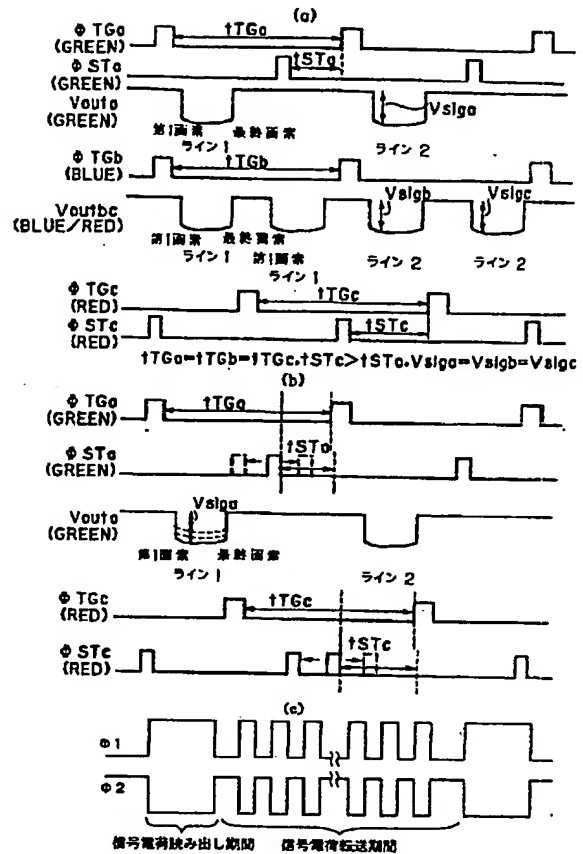 (a)
Φ TGa
(GREEN)
tTGa
Φ STa
(GREEN)
tSTa
Vouta
(GREEN)
Vsiga
第1画素 最終画素
ライン 1
ライン 2
Φ TGb
(BLUE)
tTGb
Voutbc
(BLUE/RED)
Vsigb
Vsigc
第1画素 最終画素
ライン 1
第1画素
ライン 1
ライン 2
ライン 2
Φ TGc
(RED)
tTGc
Φ STc
(RED)
tSTc
tTGa=tTGb=tTGc.tSTc>tSTa.Vsiga=Vsigb=Vsigc
(b)
Φ TGa
(GREEN)
tTGa
Φ STa
(GREEN)
tSTa
Vouta
(GREEN)
Vsiga
第1画素 最終画素
ライン 1
ライン 2
Φ TGc
(RED)
tTGc
Φ STc
(RED)
tSTc
(c)
Φ1
Φ2
信号電荷読み出し期間 信号電荷転送期間